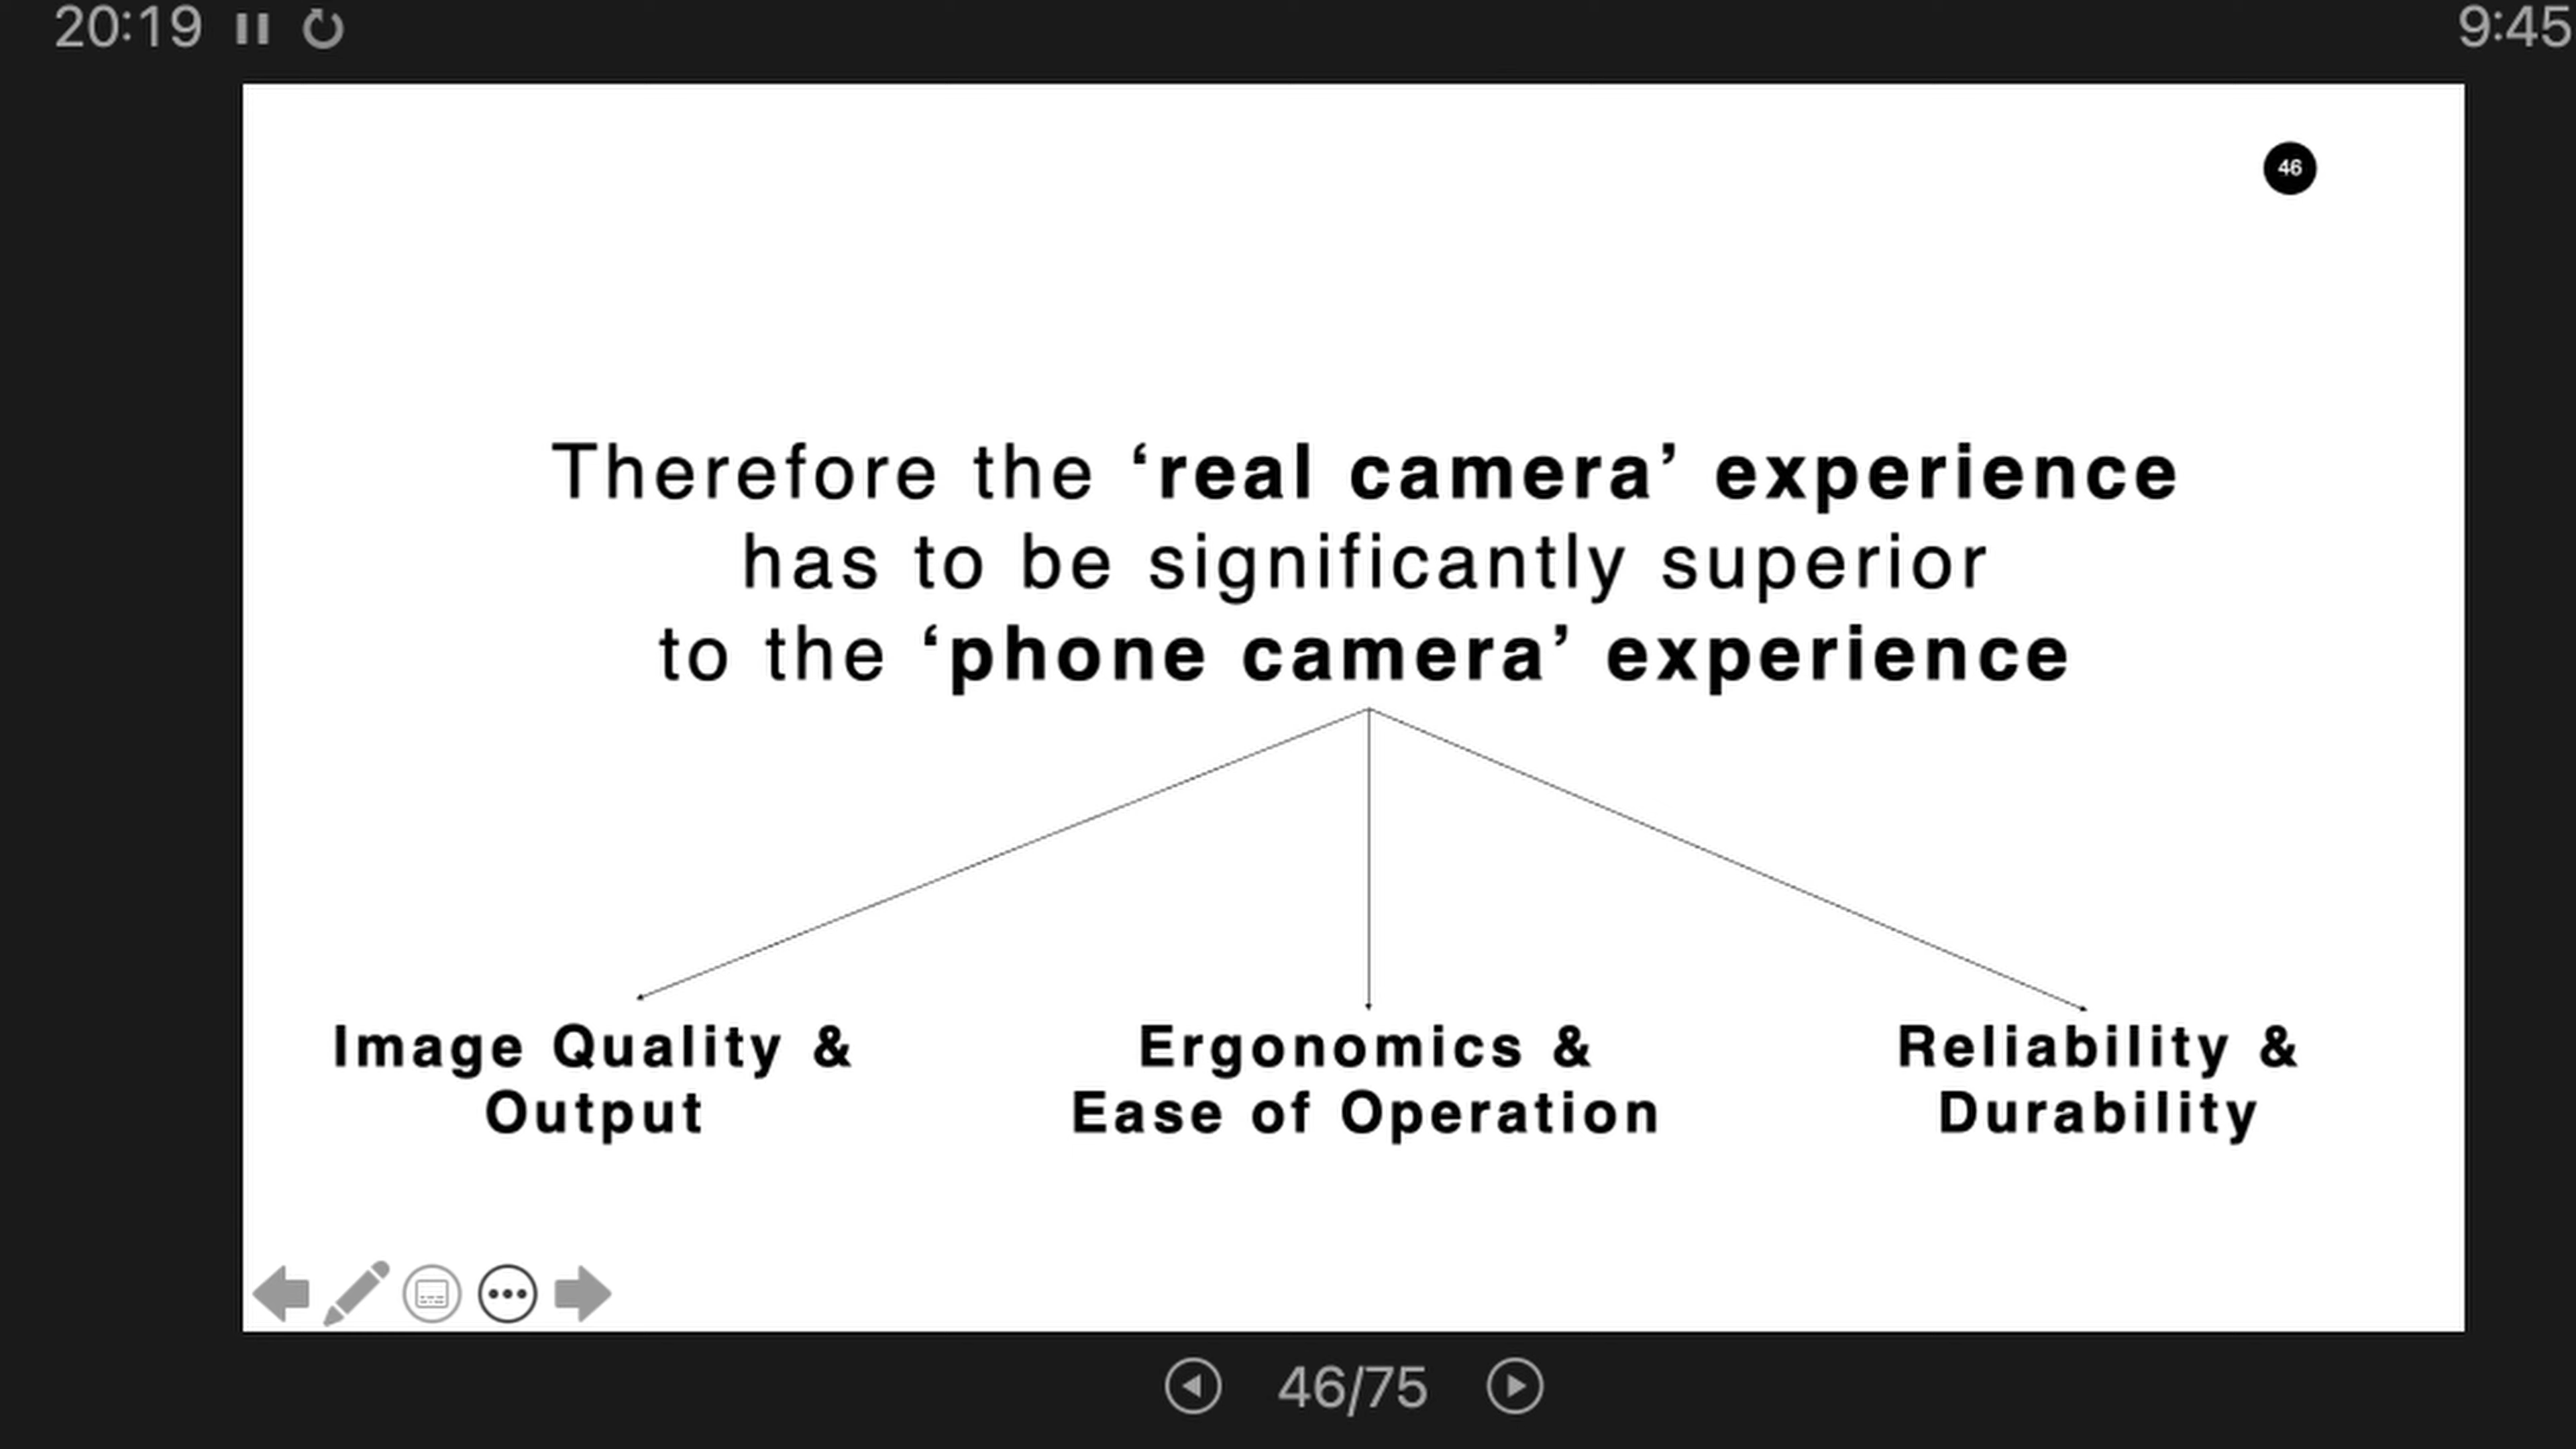 20:19
9:45
46
Therefore the ‘real camera’ experience
has to be significantly superior
to the ‘phone camera’ experience
Image Quality &
Output
Ergonomics &
Ease of Operation
Reliability &
Durability
46/75